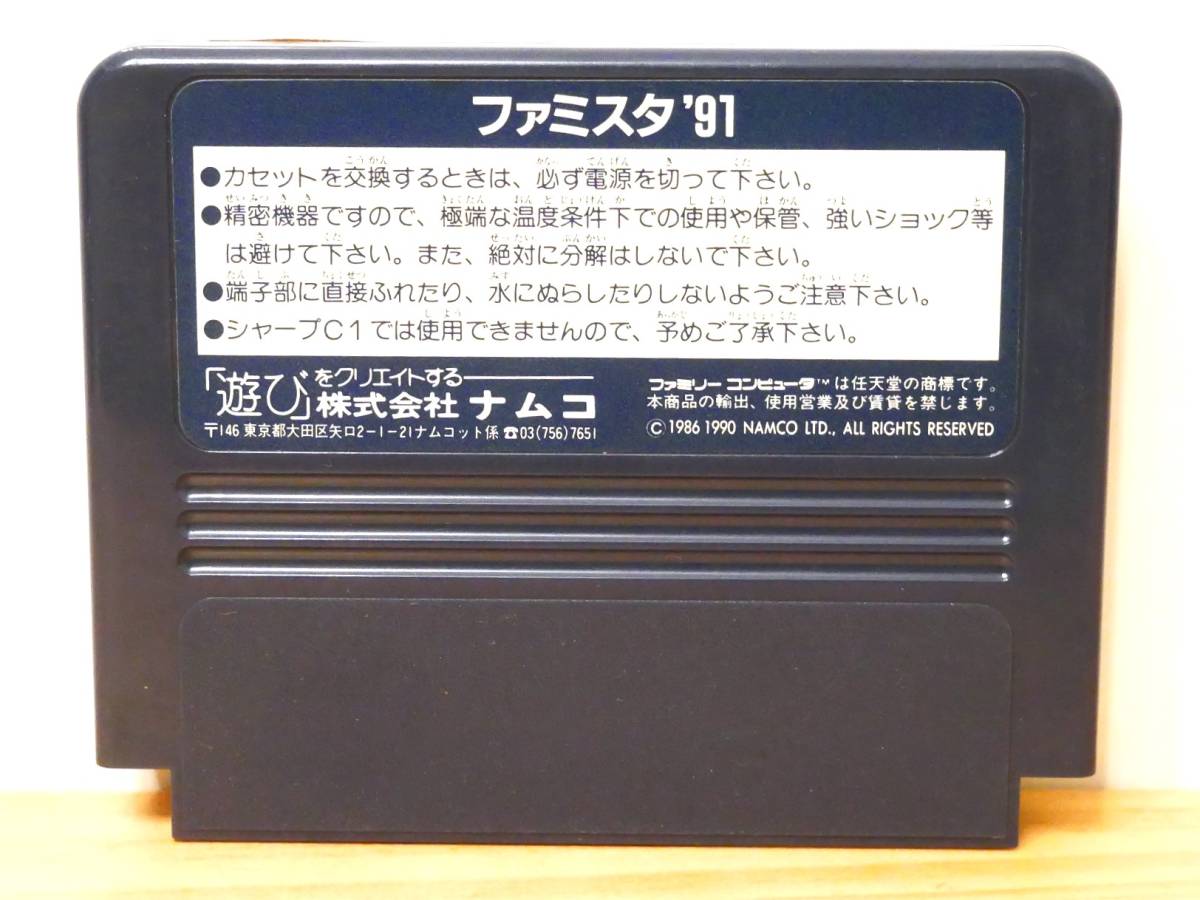 ファミスタ'91
●カセットを交換するときは、必ず電源を切って下さい。
●精密機器ですので、極端な温度条件下での使用や保管、強いショック等
は避けて下さい。また、絶対に分解はしないで下さい。
●端子部に直接ふれたり、水にぬらしたりしないようご注意下さい。
●シャープC1では使用できませんので、予めご了承下さい。
「遊び」をクリエイトする
株式会社ナムコ
〒146 東京都大田区矢口2-1-21ナムコット係 ☎03(756)7651
ファミリーコンピュータ™は任天堂の商標です。
本商品の輸出、使用営業及び賃貸を禁じます。
©1986 1990 NAMCO LTD., ALL RIGHTS RESERVED